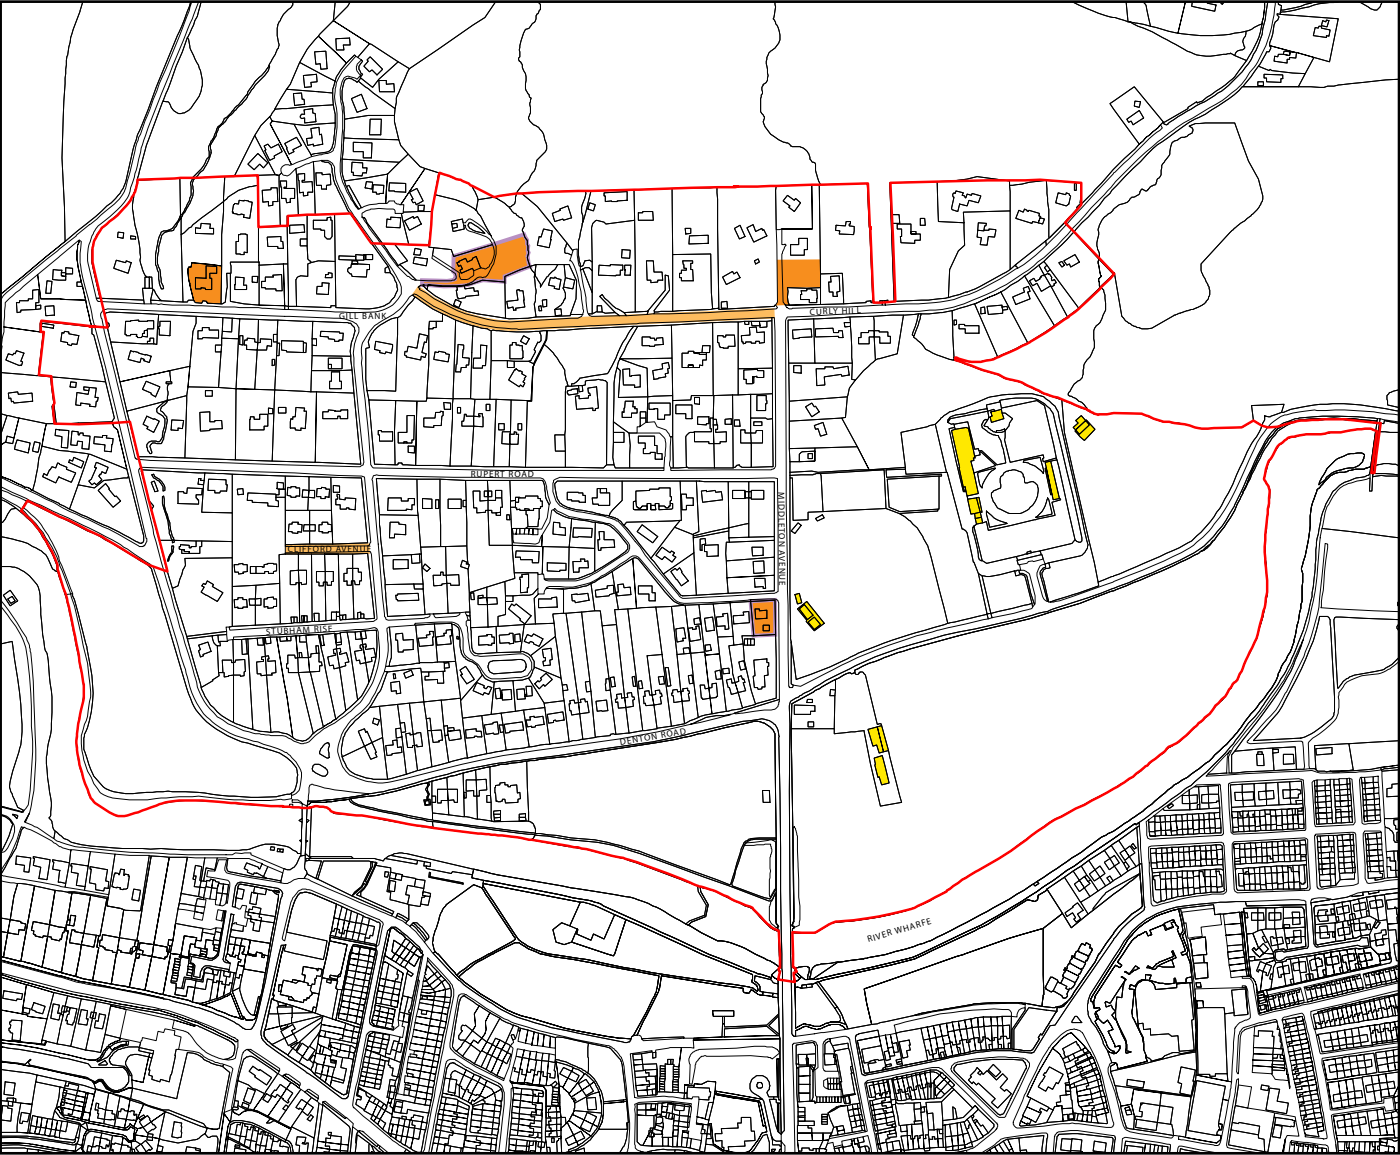 GILL BANK
CURLY HILL
RUPERT ROAD
MIDDLETON AVENUE
CLIFFORD AVENUE
STUBHAM RISE
DENTON ROAD
RIVER WHARFE